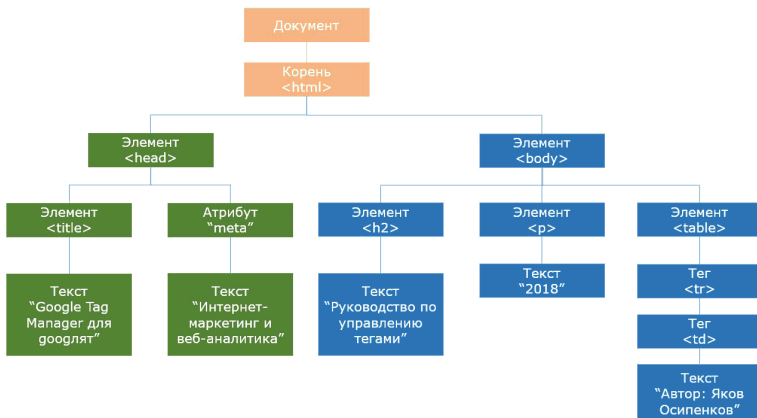 Документ
Корень
<html>
Элемент
<head>
Элемент
<body>
Элемент
<title>
Атрибут
“meta”
Элемент
<h2>
Элемент
<p>
Элемент
<table>
Текст
“Google Tag
Manager для
googлят”
Текст
“Интернет-
маркетинг и
веб-аналитика”
Текст
“Руководство по
управлению
тегами”
Текст
“2018”
Тег
<tr>
Тег
<td>
Текст
“Автор: Яков
Осипенков”